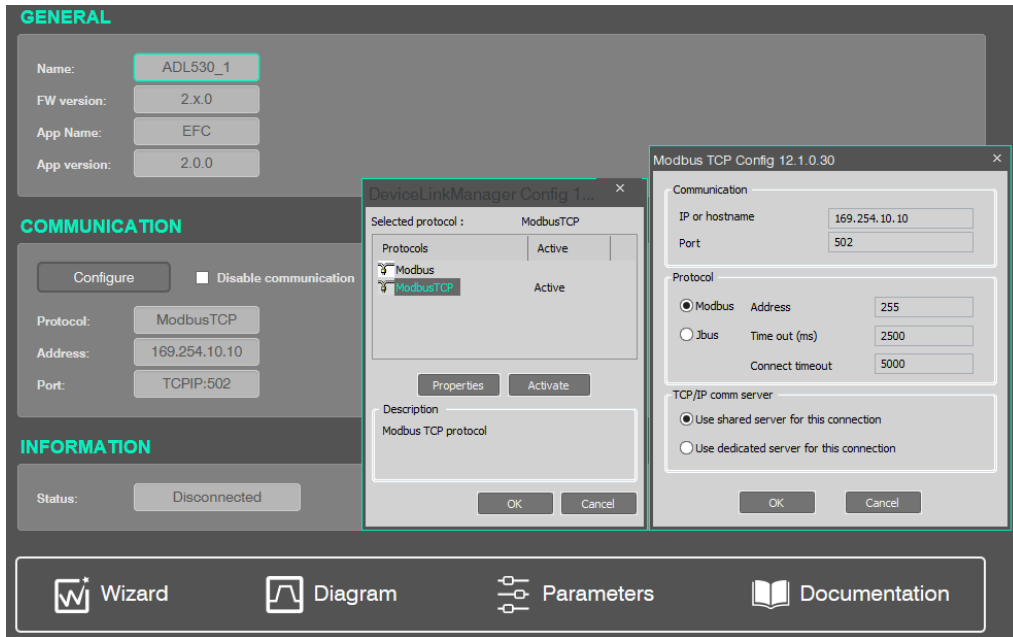 GENERAL
Name: ADL530_1
FW version: 2.x.0
App Name: EFC
App version: 2.0.0
COMMUNICATION
Configure Disable communication
Protocol: ModbusTCP
Address: 169.254.10.10
Port: TCPIP:502
INFORMATION
Status: Disconnected
DeviceLinkManager Config 1...
Selected protocol : ModbusTCP
Protocols Active
Modbus
ModbusTCP Active
Properties Activate
Description
Modbus TCP protocol
OK Cancel
Modbus TCP Config 12.1.0.30
Communication
IP or hostname 169.254.10.10
Port 502
Protocol
Modbus Address 255
Jbus Time out (ms) 2500
Connect timeout 5000
TCP/IP comm server
Use shared server for this connection
Use dedicated server for this connection
OK Cancel
Wizard Diagram Parameters Documentation